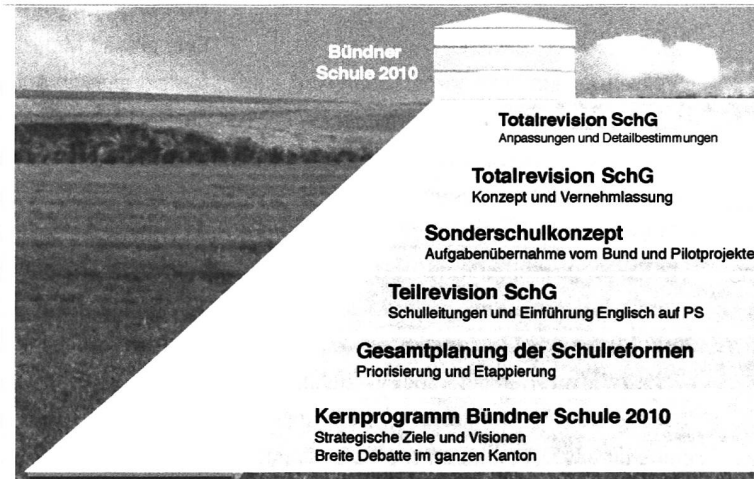 Bündner
Schule 2010
Totalrevision SchG
Anpassungen und Detailbestimmungen
Totalrevision SchG
Konzept und Vernehmlassung
Sonderschulkonzept
Aufgabenübernahme vom Bund und Pilotprojekte
Teilrevision SchG
Schulleitungen und Einführung Englisch auf PS
Gesamtplanung der Schulreformen
Priorisierung und Etappierung
Kernprogramm Bündner Schule 2010
Strategische Ziele und Visionen
Breite Debatte im ganzen Kanton